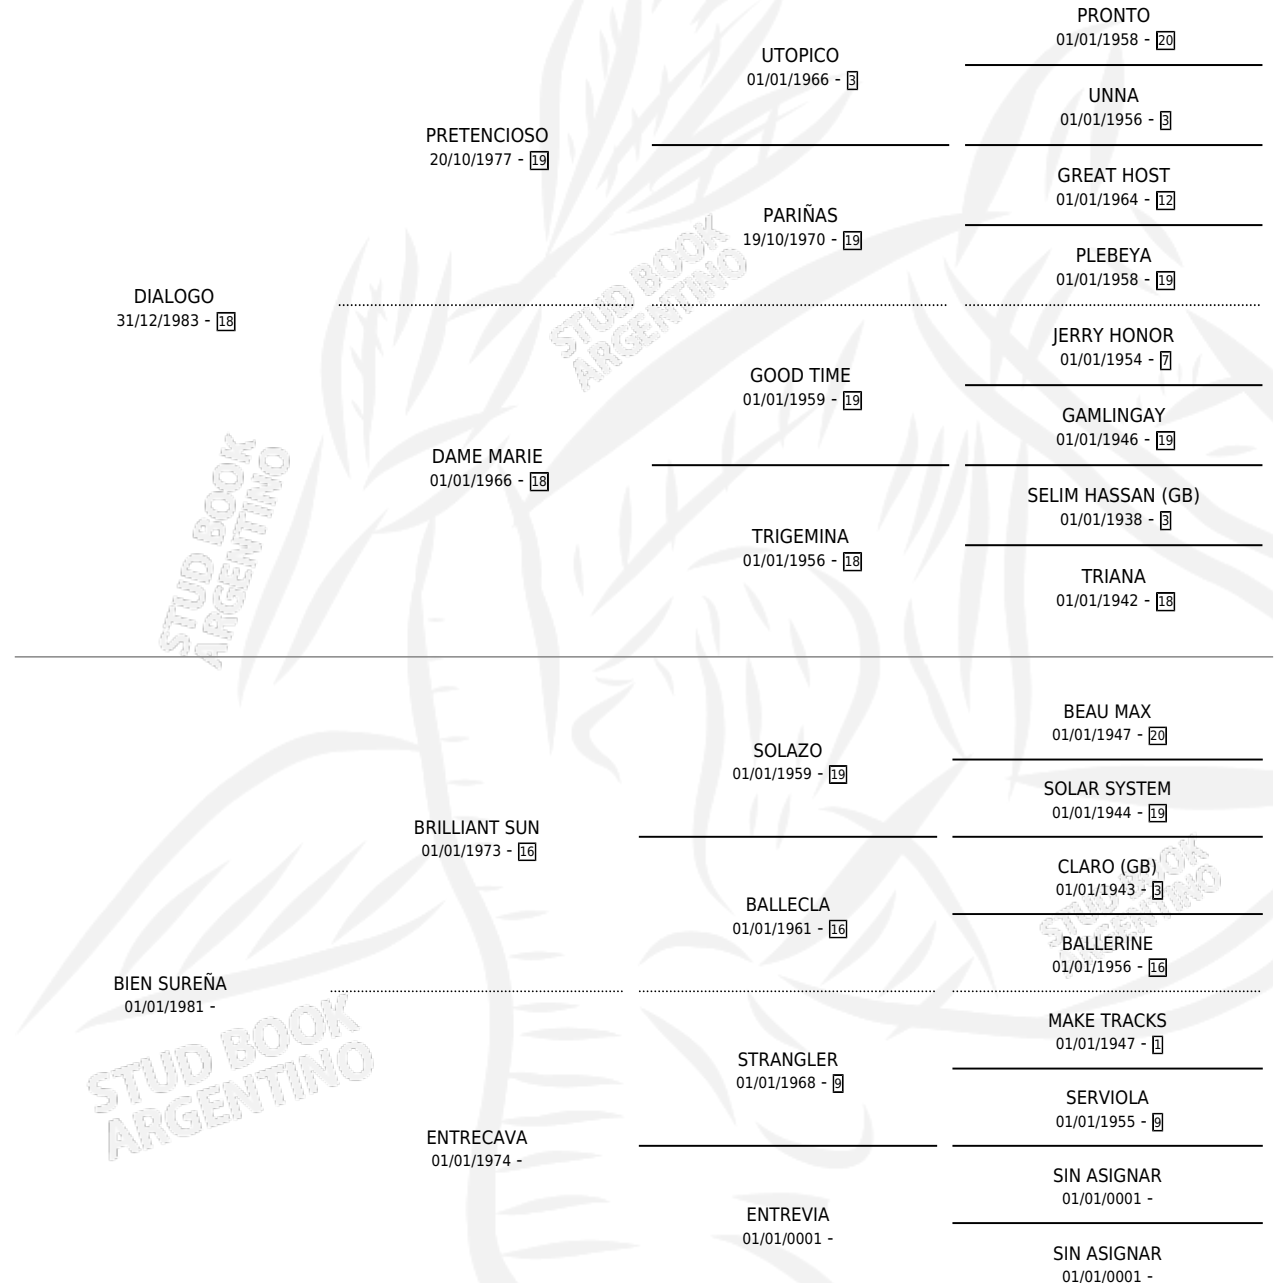 PRONTO
01/01/1958 - 20
UTOPICO
01/01/1966 - 3
UNNA
01/01/1956 - 3
PRETENCIOSO
20/10/1977 - 19
GREAT HOST
01/01/1964 - 12
PARIÑAS
19/10/1970 - 19
PLEBEYA
01/01/1958 - 19
DIALOGO
31/12/1983 - 18
JERRY HONOR
01/01/1954 - 7
GOOD TIME
01/01/1959 - 19
GAMLINGAY
01/01/1946 - 19
DAME MARIE
01/01/1966 - 18
SELIM HASSAN (GB)
01/01/1938 - 3
TRIGEMINA
01/01/1956 - 18
TRIANA
01/01/1942 - 18
STUD BOOK
ARGENTINO
STUD BOOK
ARGENTINO
BEAU MAX
01/01/1947 - 20
SOLAZO
01/01/1959 - 19
SOLAR SYSTEM
01/01/1944 - 19
BRILLIANT SUN
01/01/1973 - 16
CLARO (GB)
01/01/1943 - 3
BALLECLA
01/01/1961 - 16
BALLERINE
01/01/1956 - 16
BIEN SUREÑA
01/01/1981 -
MAKE TRACKS
01/01/1947 - 1
STRANGLER
01/01/1968 - 9
SERVIOLA
01/01/1955 - 9
ENTRECAVA
01/01/1974 -
SIN ASIGNAR
01/01/0001 -
ENTREVIA
01/01/0001 -
SIN ASIGNAR
01/01/0001 -
STUD BOOK
ARGENTINO
STUD BOOK
ARGENTINO